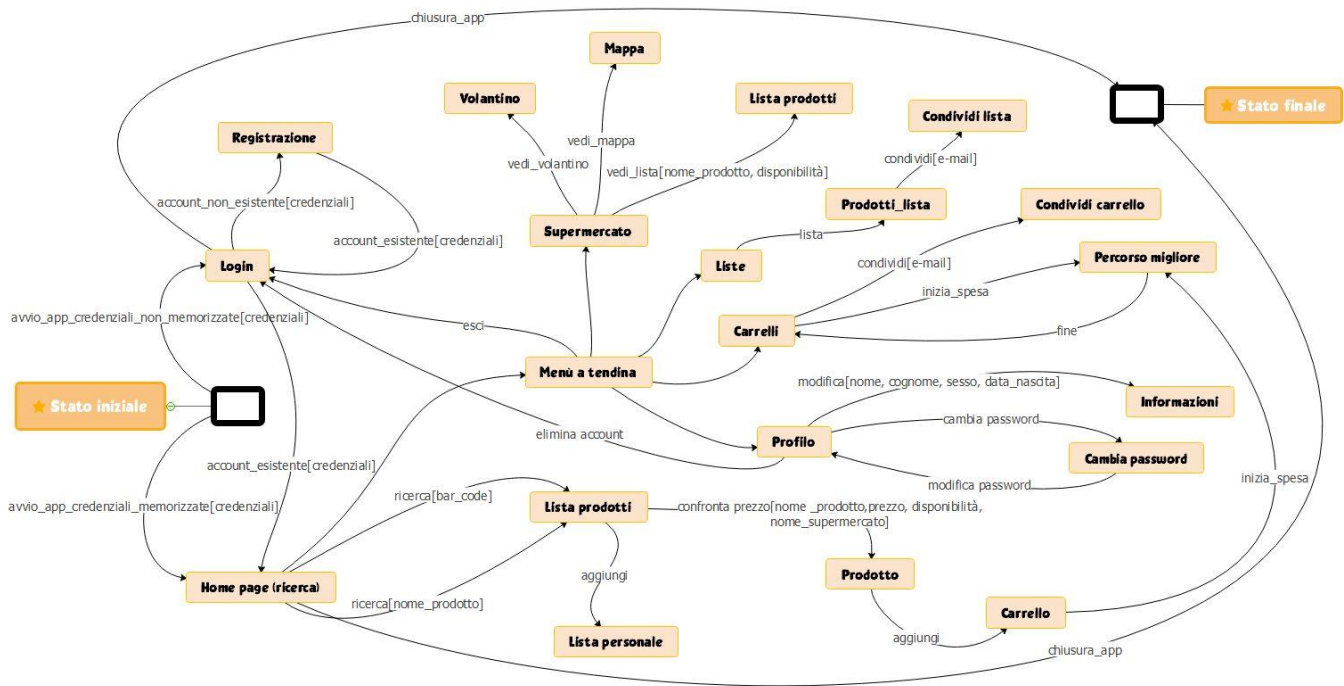 chiusura_app
Mappa
Volantino
Lista prodotti
Stato finale
Condividi lista
Registrazione
vedi_mappa
vedi_volantino
condividi[e-mail]
vedi_lista[nome_prodotto, disponibilità]
account_non_esistente[credenziali]
Prodotti_lista
Condividi carrello
Supermercato
lista
account_esistente[credenziali]
Login
Liste
condividi[e-mail]
Percorso migliore
inizia_spesa
avvio_app_credenziali_non_memorizzate[credenziali]
esci
Carrelli
fine
Menù a tendina
modifica[nome, cognome, sesso, data_nascita]
Informazioni
Stato iniziale
cambia password
elimina account
Profilo
Cambia password
account_esistente[credenziali]
inizia_spesa
modifica password
ricerca[bar_code]
avvio_app_credenziali_memorizzate[credenziali]
Lista prodotti
confronta prezzo[nome _prodotto,prezzo, disponibilità,
nome_supermercato]
aggiungi
Prodotto
Home page (ricerca)
ricerca[nome_prodotto]
Carrello
aggiungi
Lista personale
chiusura_app